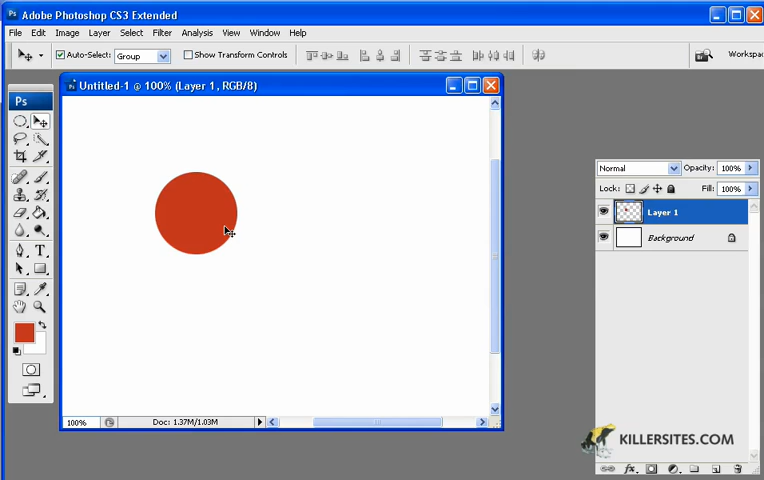 Adobe Photoshop CS3 Extended
File Edit Image Layer Select Filter Analysis View Window Help
Auto-Select: Group Show Transform Controls
Ps
Untitled-1 @ 100% (Layer 1, RGB/8)
Normal Opacity: 100%
Lock: Fill: 100%
Layer 1
Background
100% Doc: 1.37M/1.03M
KILLERSITES.COM